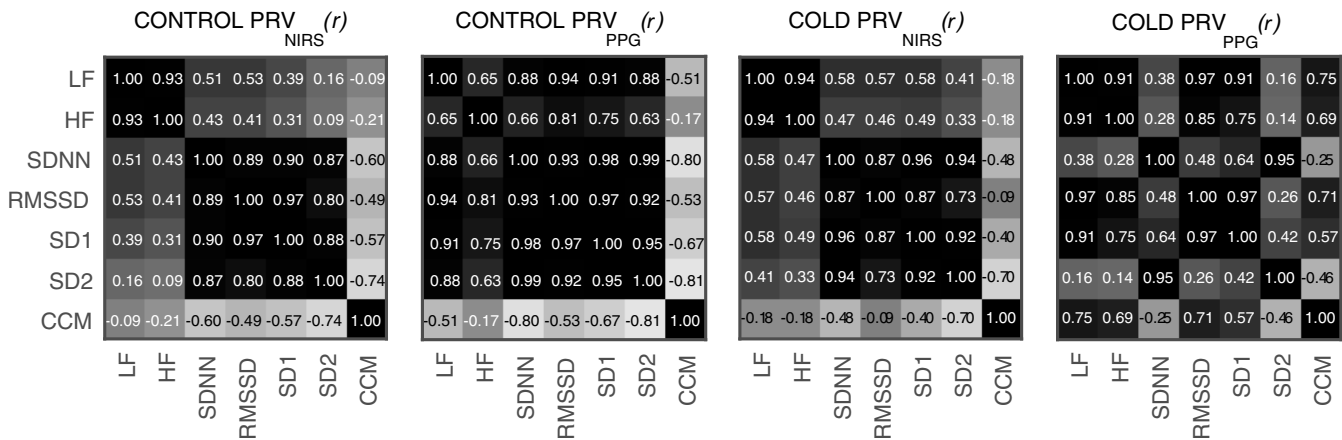 CONTROL PRV NIRS (r) CONTROL PRV PPG (r) COLD PRV NIRS (r) COLD PRV PPG (r)
LF 1.00 0.93 0.51 0.53 0.39 0.16 -0.09 1.00 0.65 0.88 0.94 0.91 0.88 -0.51 1.00 0.94 0.58 0.57 0.58 0.41 -0.18 1.00 0.91 0.38 0.97 0.91 0.16 0.75
HF 0.93 1.00 0.43 0.41 0.31 0.09 -0.21 0.65 1.00 0.66 0.81 0.75 0.63 -0.17 0.94 1.00 0.47 0.46 0.49 0.33 -0.18 0.91 1.00 0.28 0.85 0.75 0.14 0.69
SDNN 0.51 0.43 1.00 0.89 0.90 0.87 -0.60 0.88 0.66 1.00 0.93 0.98 0.99 -0.80 0.58 0.47 1.00 0.87 0.96 0.94 -0.48 0.38 0.28 1.00 0.48 0.64 0.95 -0.25
RMSSD 0.53 0.41 0.89 1.00 0.97 0.80 -0.49 0.94 0.81 0.93 1.00 0.97 0.92 -0.53 0.57 0.46 0.87 1.00 0.87 0.73 -0.09 0.97 0.85 0.48 1.00 0.97 0.26 0.71
SD1 0.39 0.31 0.90 0.97 1.00 0.88 -0.57 0.91 0.75 0.98 0.97 1.00 0.95 -0.67 0.58 0.49 0.96 0.87 1.00 0.92 -0.40 0.91 0.75 0.64 0.97 1.00 0.42 0.57
SD2 0.16 0.09 0.87 0.80 0.88 1.00 -0.74 0.88 0.63 0.99 0.92 0.95 1.00 -0.81 0.41 0.33 0.94 0.73 0.92 1.00 -0.70 0.16 0.14 0.95 0.26 0.42 1.00 -0.46
CCM -0.09 -0.21 -0.60 -0.49 -0.57 -0.74 1.00 -0.51 -0.17 -0.80 -0.53 -0.67 -0.81 1.00 -0.18 -0.18 -0.48 -0.09 -0.40 -0.70 1.00 0.75 0.69 -0.25 0.71 0.57 -0.46 1.00
LF HF SDNN RMSSD SD1 SD2 CCM LF HF SDNN RMSSD SD1 SD2 CCM LF HF SDNN RMSSD SD1 SD2 CCM LF HF SDNN RMSSD SD1 SD2 CCM